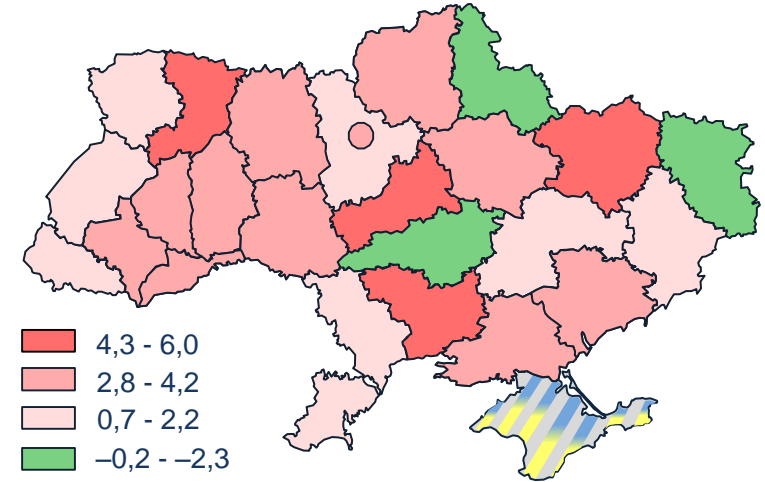 4,3 - 6,0
2,8 - 4,2
0,7 - 2,2
–0,2 - –2,3